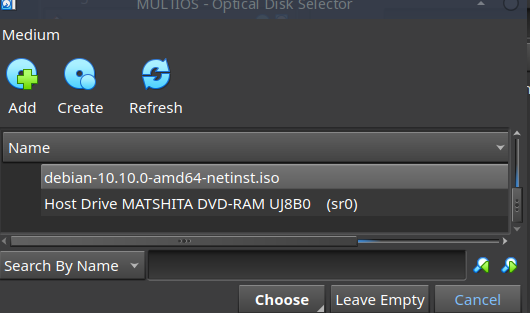 MULTIOS - Optical Disk Selector
Medium
Add Create Refresh
Name
debian-10.10.0-amd64-netinst.iso
Host Drive MATSHITA DVD-RAM UJ8B0 (sr0)
Search By Name
Choose Leave Empty Cancel